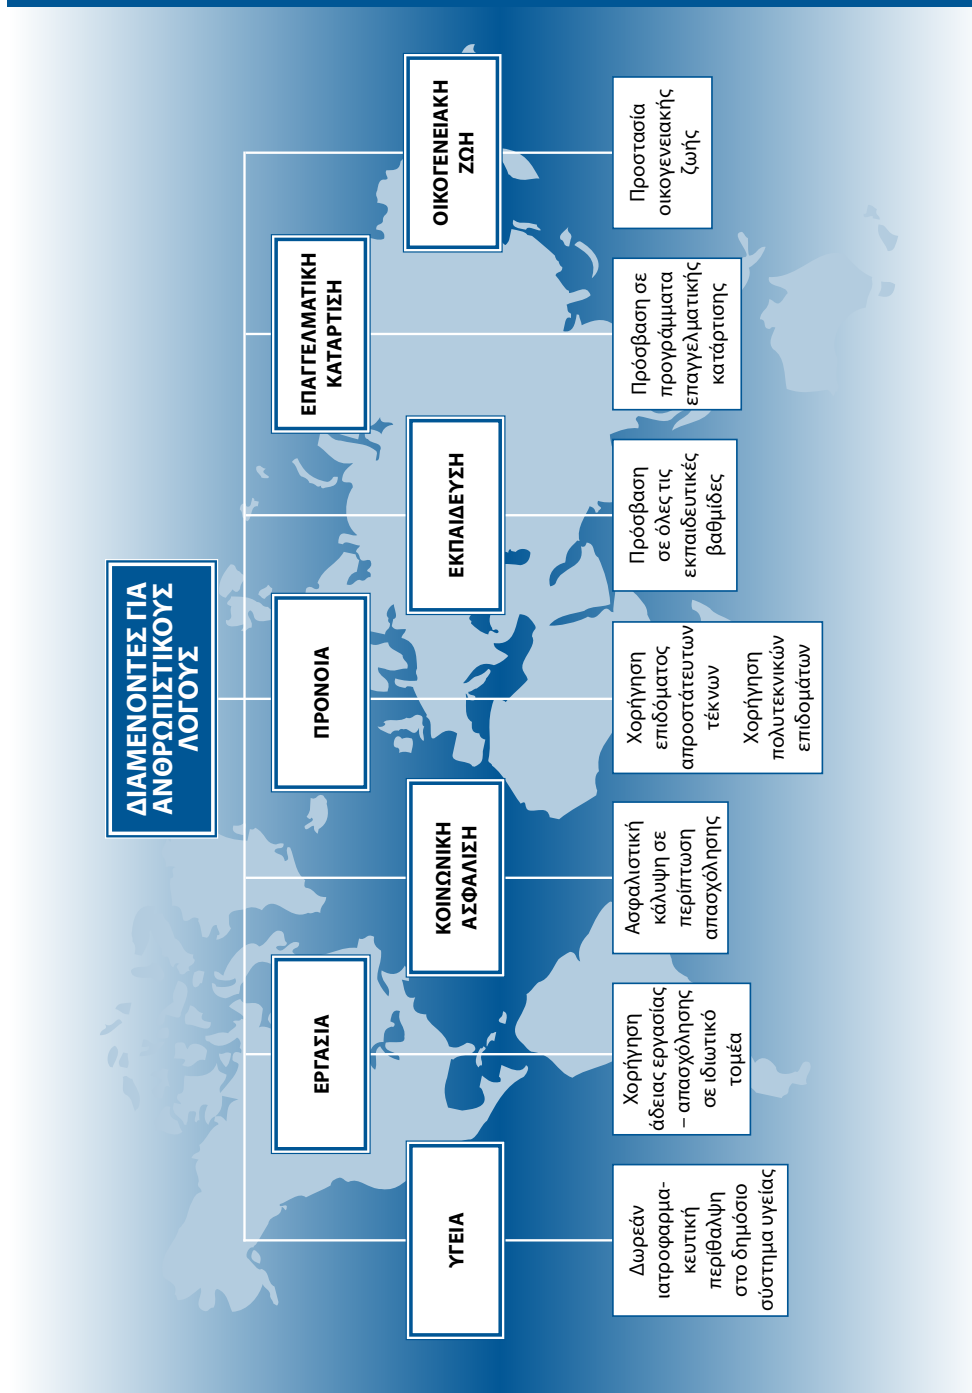 ΔΙΑΜΕΝΟΝΤΕΣ ΓΙΑ
ΑΝΘΡΩΠΙΣΤΙΚΟΥΣ
ΛΟΓΟΥΣ
ΥΓΕΙΑ
ΕΡΓΑΣΙΑ
ΚΟΙΝΩΝΙΚΗ
ΑΣΦΑΛΙΣΗ
ΠΡΟΝΟΙΑ
ΕΚΠΑΙΔΕΥΣΗ
ΕΠΑΓΓΕΛΜΑΤΙΚΗ
ΚΑΤΑΡΤΙΣΗ
ΟΙΚΟΓΕΝΕΙΑΚΗ
ΖΩΗ
Δωρεάν
ιατροφαρμα-
κευτική
περίθαλψη
στο δημόσιο
σύστημα υγείας
Χορήγηση
άδειας εργασίας
– απασχόλησης
σε ιδιωτικό
τομέα
Ασφαλιστική
κάλυψη σε
περίπτωση
απασχόλησης
Χορήγηση
επιδόματος
απροστάτευτων
τέκνων
Χορήγηση
πολυτεκνικών
επιδομάτων
Πρόσβαση
σε όλες τις
εκπαιδευτικές
βαθμίδες
Πρόσβαση σε
προγράμματα
επαγγελματικής
κατάρτισης
Προστασία
οικογενειακής
ζωής